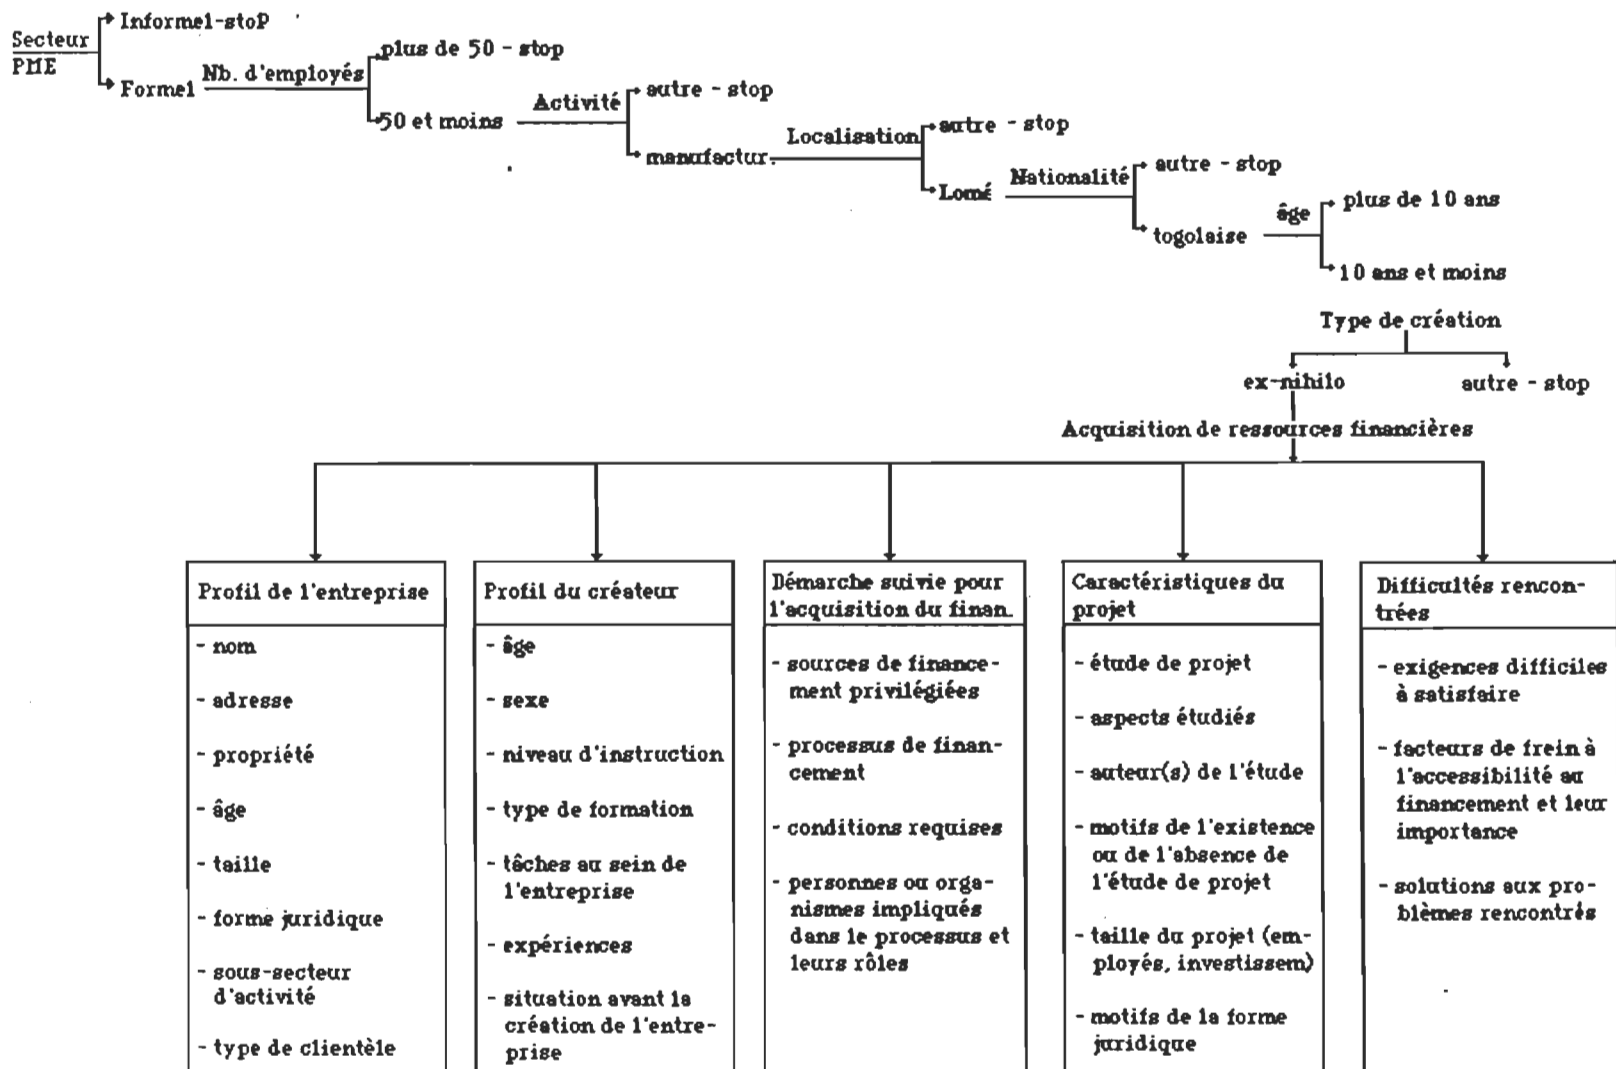 Secteur
PME
Informel-stoP
Formel
Nb. d'employés
plus de 50 - stop
50 et moins
Activité
autre - stop
manufactur.
Localisation
autre - stop
Lomé
Nationalité
autre - stop
togolaise
âge
plus de 10 ans
10 ans et moins
Type de création
ex-nihilo
autre - stop
Acquisition de ressources financières
Profil de l'entreprise
- nom
- adresse
- propriété
- âge
- taille
- forme juridique
- sous-secteur
d'activité
- type de clientèle
Profil du créateur
- âge
- sexe
- niveau d'instruction
- type de formation
- tâches au sein de
l'entreprise
- expériences
- situation avant la
création de l'entre-
prise
Démarche suivie pour
l'acquisition du finan.
- sources de finance-
ment privilégiées
- processus de finan-
cement
- conditions requises
- personnes ou orga-
nismes impliqués
dans le processus et
leurs rôles
Caractéristiques du
projet
- étude de projet
- aspects étudiés
- auteur(s) de l'étude
- motifs de l'existence
ou de l'absence de
l'étude de projet
- taille du projet (em-
ployés, investissem)
- motifs de la forme
juridique
Difficultés rencon-
trées
- exigences difficiles
à satisfaire
- facteurs de frein à
l'accessibilité au
financement et leur
importance
- solutions aux pro-
blèmes rencontrés